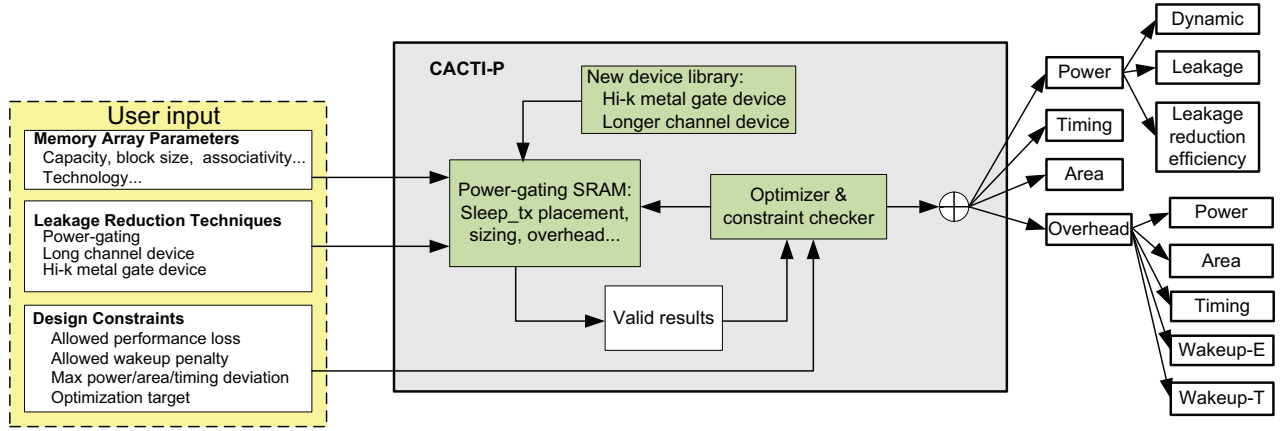 User input
Memory Array Parameters
Capacity, block size, associativity...
Technology...
Leakage Reduction Techniques
Power-gating
Long channel device
Hi-k metal gate device
Design Constraints
Allowed performance loss
Allowed wakeup penalty
Max power/area/timing deviation
Optimization target
CACTI-P
New device library:
Hi-k metal gate device
Longer channel device
Power-gating SRAM:
Sleep_tx placement,
sizing, overhead...
Optimizer &
constraint checker
Valid results
Power
Timing
Area
Overhead
Dynamic
Leakage
Leakage
reduction
efficiency
Power
Area
Timing
Wakeup-E
Wakeup-T